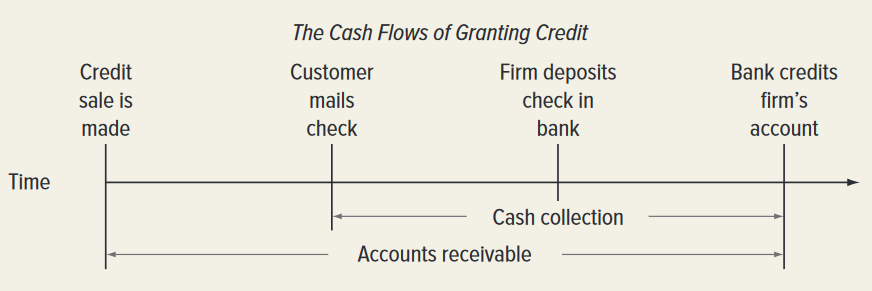 The Cash Flows of Granting Credit
Credit
sale is
made
Customer
mails
check
Firm deposits
check in
bank
Bank credits
firm's
account
Time
Cash collection
Accounts receivable